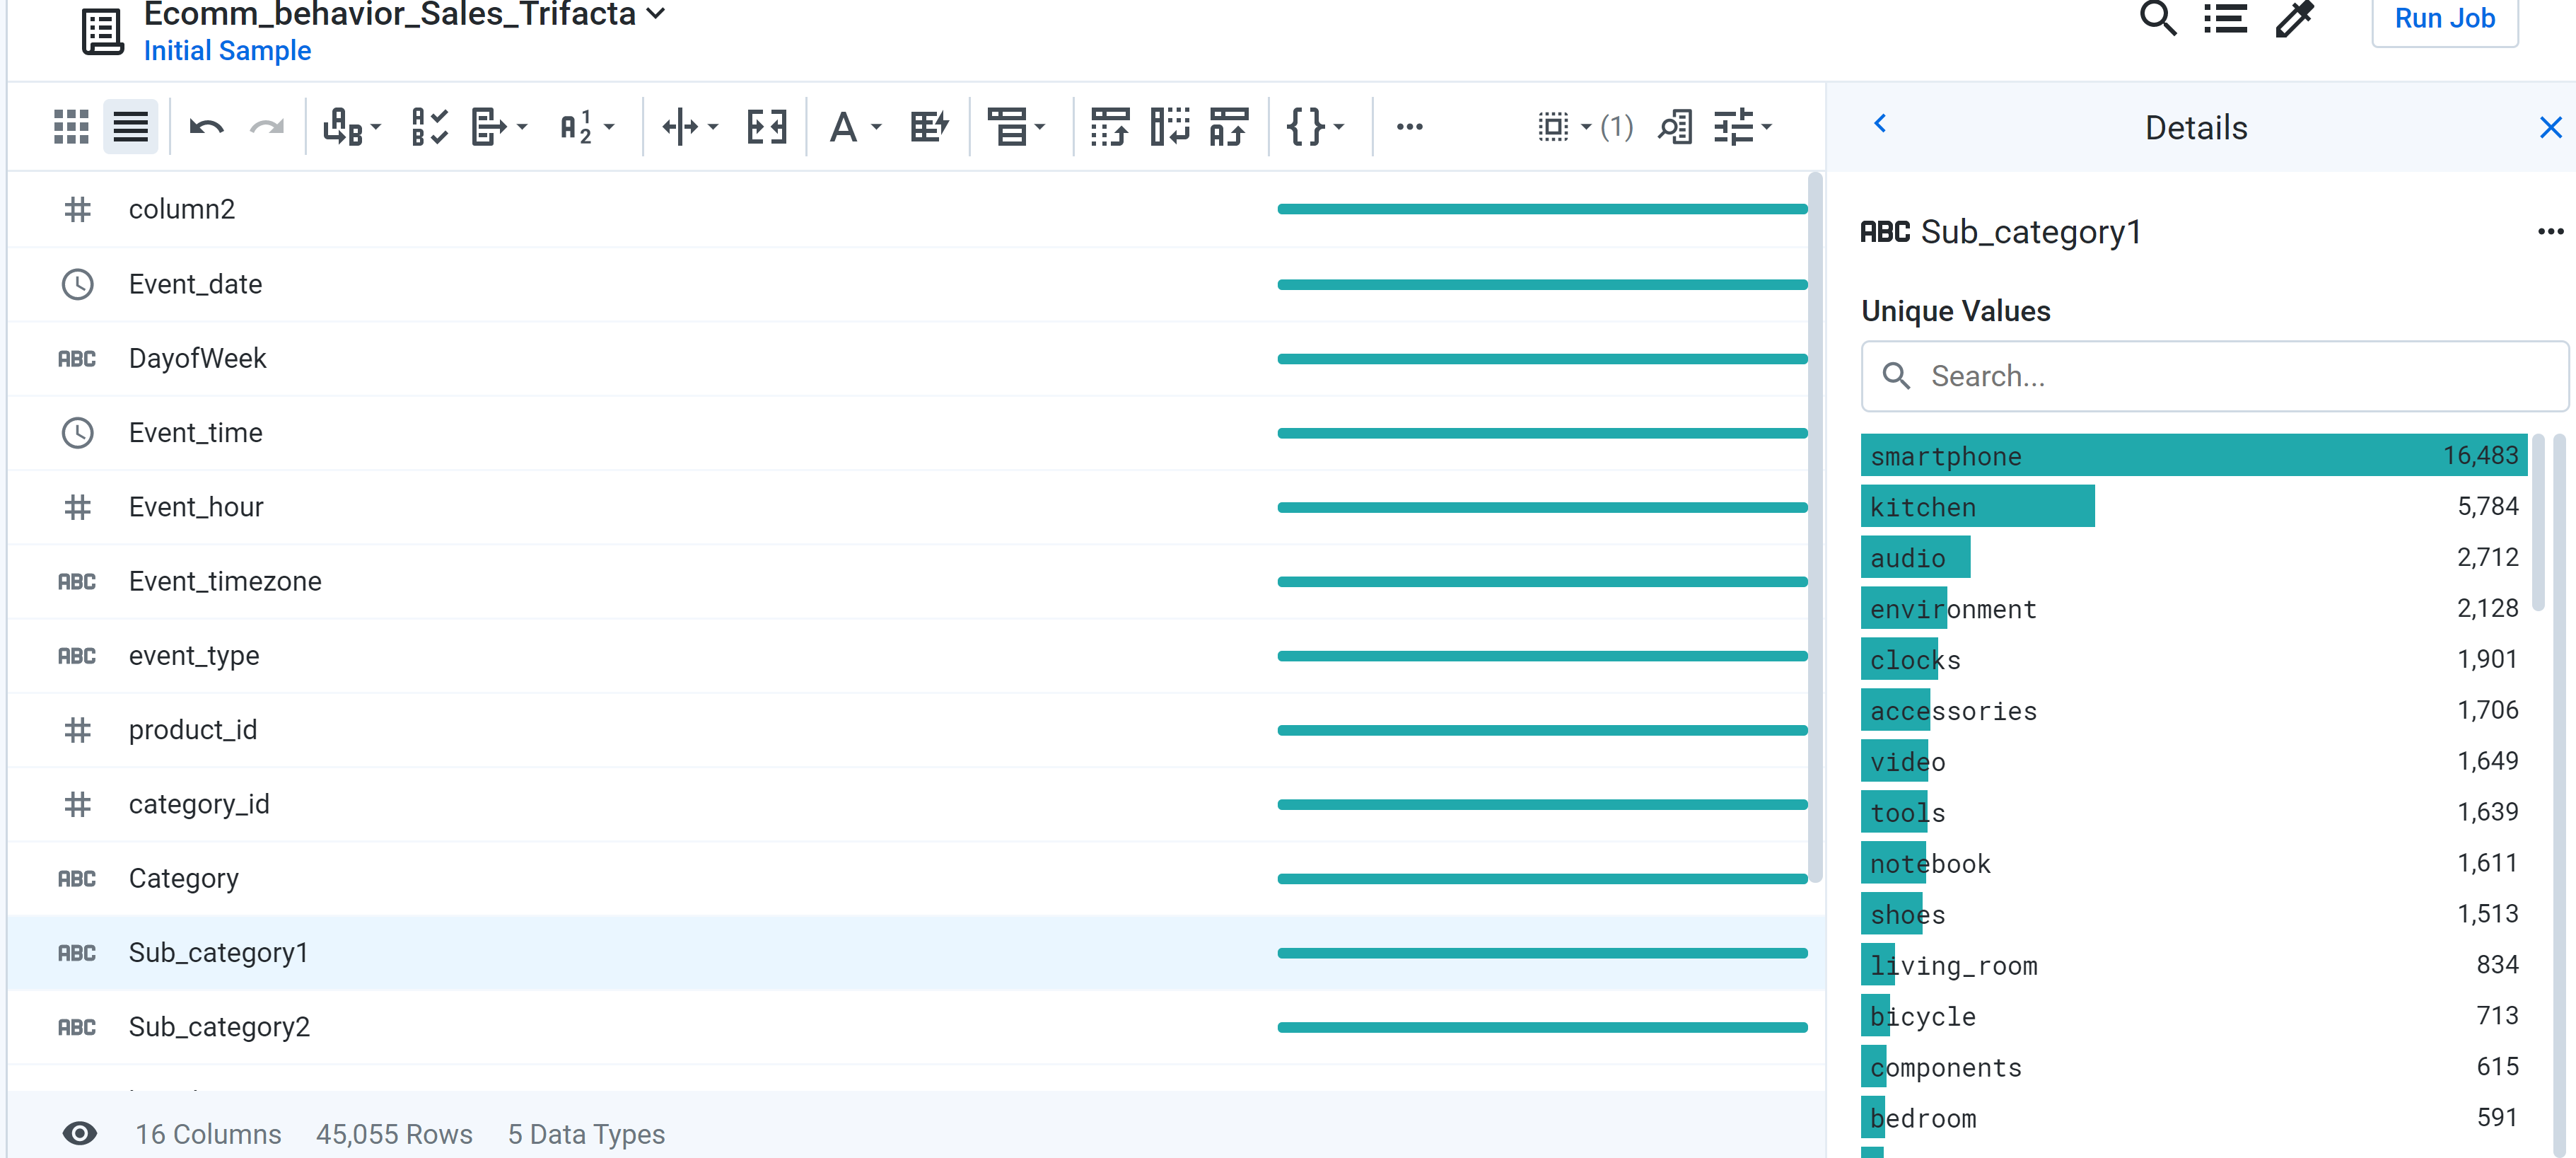 Ecomm_behavior_Sales_Trifacta
Initial Sample
Run Job
(1)
column2
Event_date
ABC DayofWeek
Event_time
Event_hour
ABC Event_timezone
ABC event_type
product_id
category_id
ABC Category
ABC Sub_category1
ABC Sub_category2
16 Columns 45,055 Rows 5 Data Types
Details
ABC Sub_category1
Unique Values
Search...
smartphone 16,483
kitchen 5,784
audio 2,712
environment 2,128
clocks 1,901
accessories 1,706
video 1,649
tools 1,639
notebook 1,611
shoes 1,513
living_room 834
bicycle 713
components 615
bedroom 591